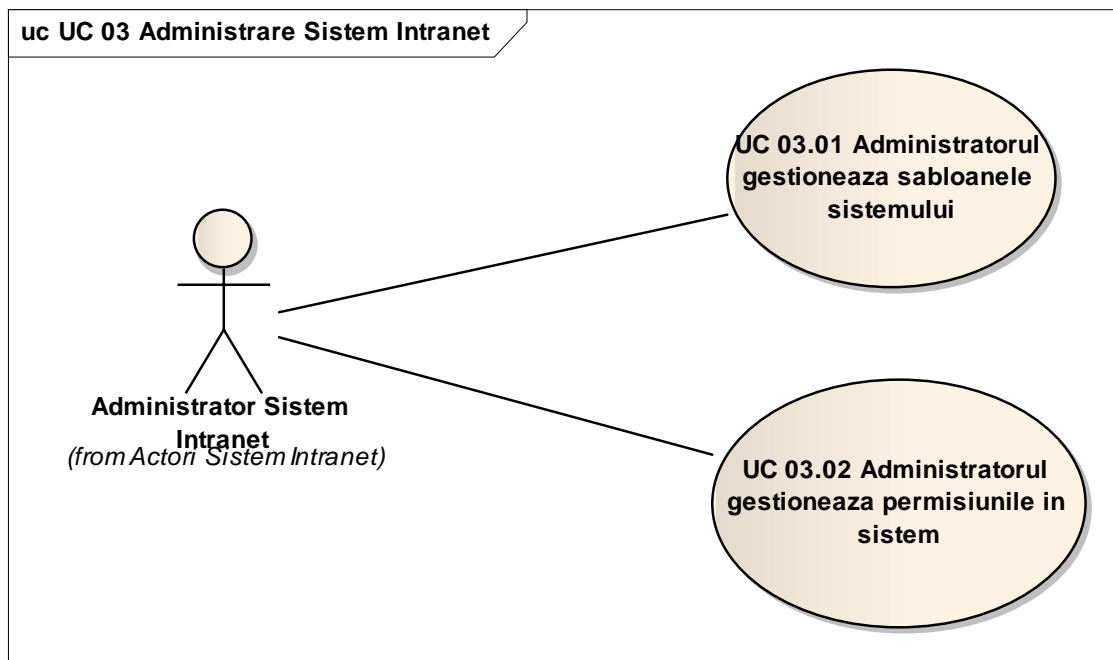 uc UC 03 Administrare Sistem Intranet
UC 03.01 Administratorul
gestioneaza sabloanele
sistemului
Administrator Sistem
Intranet
(from Actori Sistem Intranet)
UC 03.02 Administratorul
gestioneaza permisiunile in
sistem